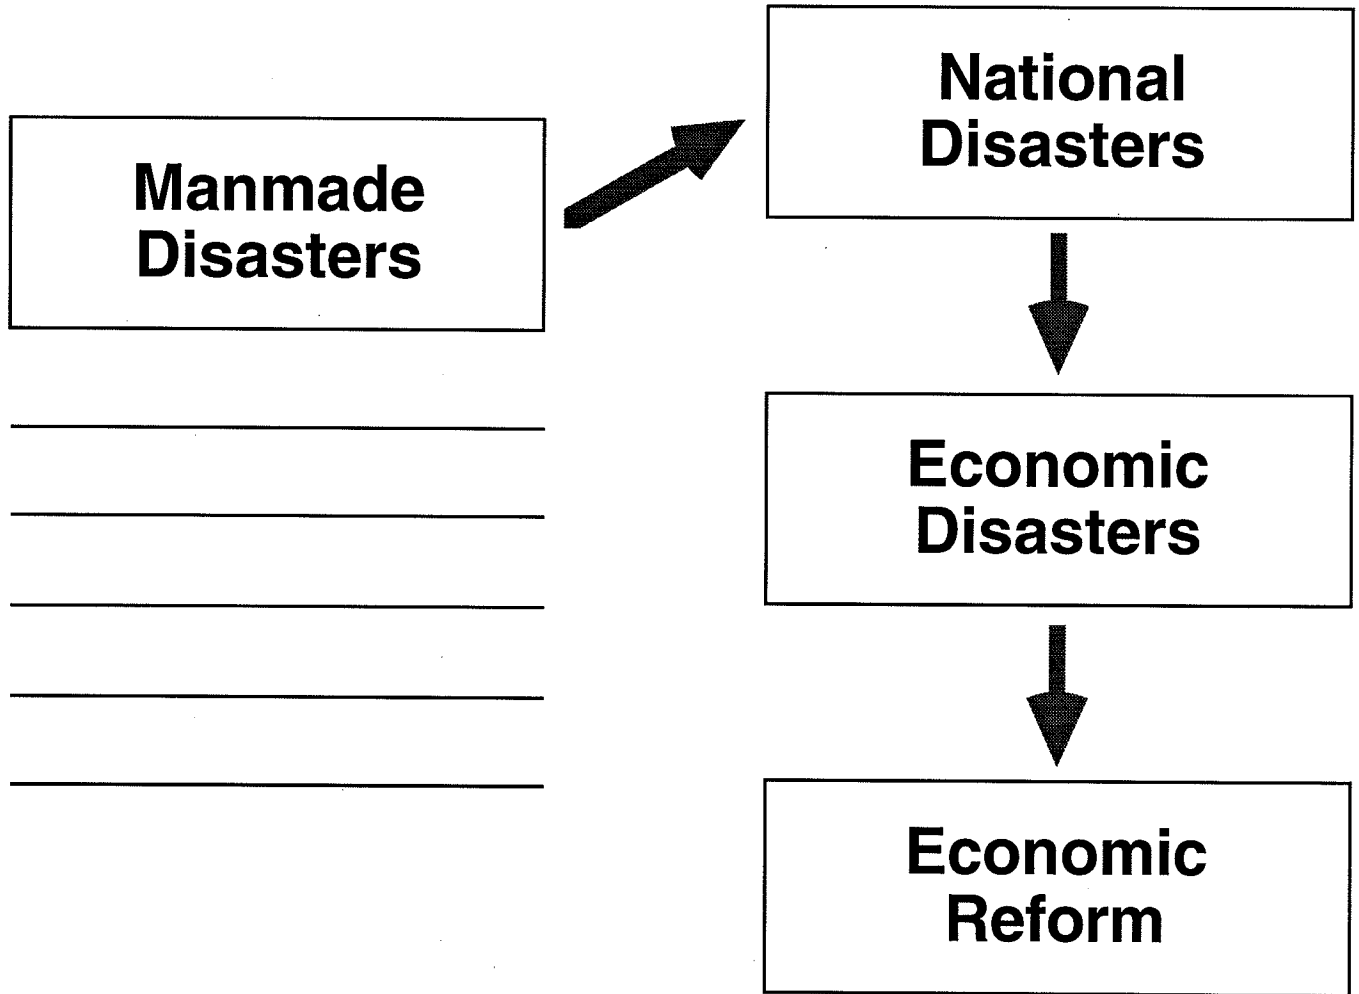 Manmade
Disasters
National
Disasters
Economic
Disasters
Economic
Reform